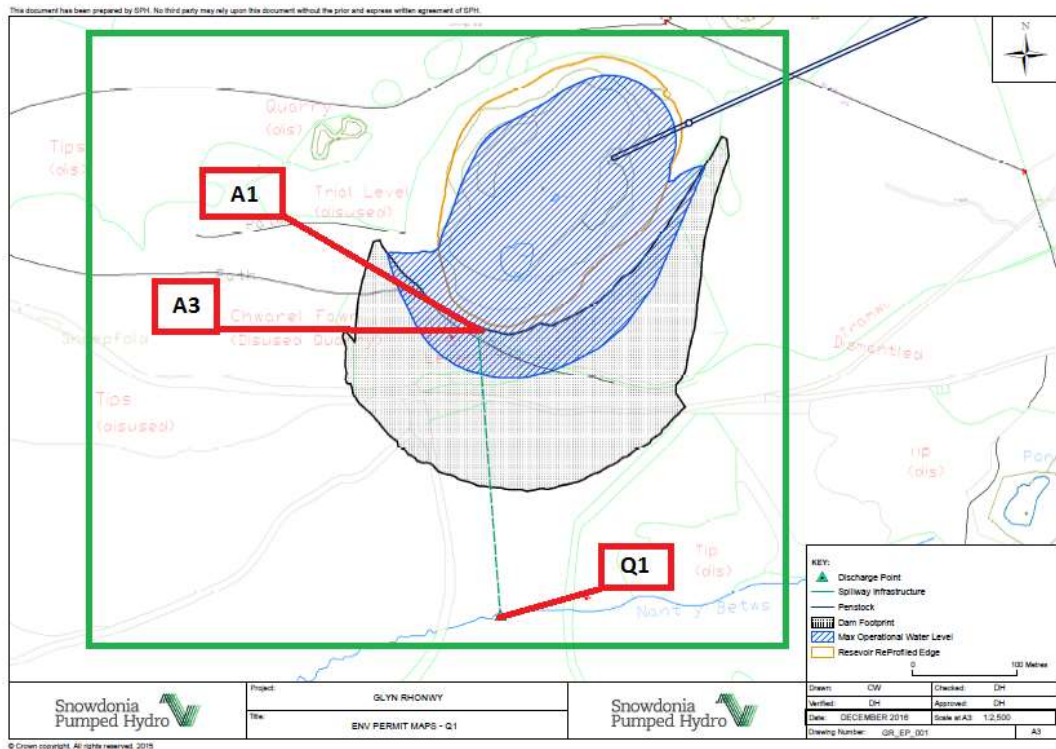 This document has been prepared by SPH. No third party may rely upon this document without the prior and express written agreement of SPH.
N
Quarry
(dis)
Tips
(dis)
A1
Trial Level
(disused)
Path
A3
Chwarel Fawr
(Disused Quarry)
Tips
(disused)
Tramway
Dismantled
Tip
(dis)
Q1
Tip
(dis)
Nant y Betws
KEY:
Discharge Point
Spillway Infrastructure
Penstock
Dam Footprint
Max Operational Water Level
Resevoir ReProfiled Edge
0 100 Metres
Snowdonia
Pumped Hydro
Project: GLYN RHONWY
Title: ENV PERMIT MAPS - Q1
Snowdonia
Pumped Hydro
Drawn: CW Checked: DH
Verified: DH Approved: DH
Date: DECEMBER 2016 Scale at A3 1:2,500
Drawing Number: GR_EP_001 A3
© Crown copyright. All rights reserved. 2015